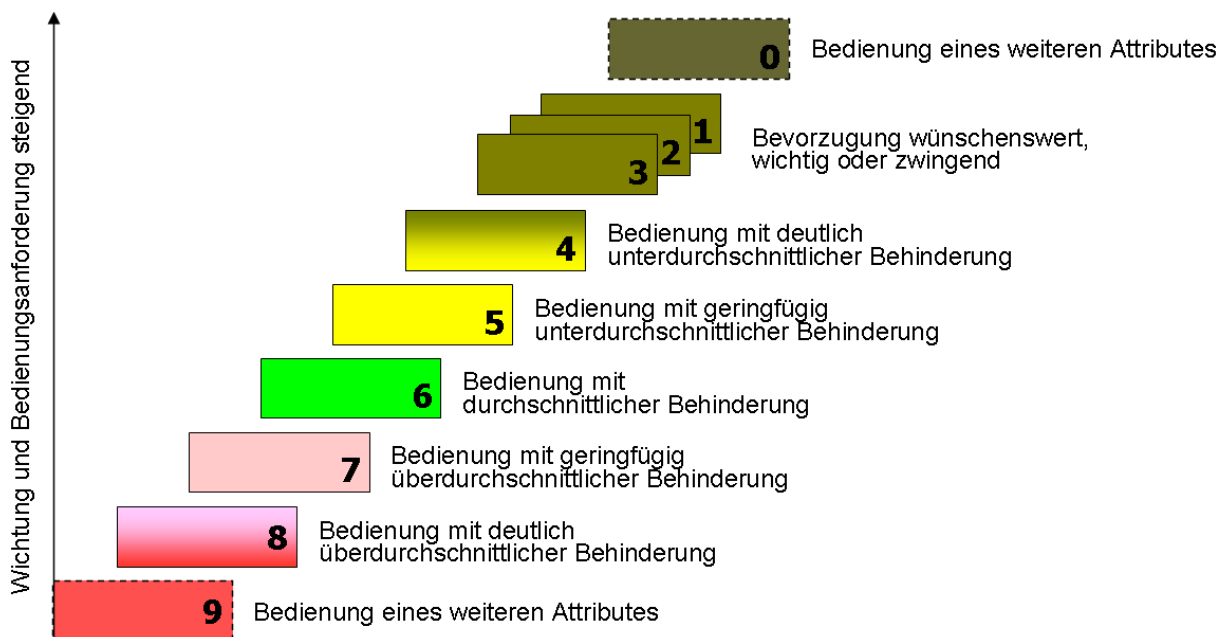 Wichtung und Bedienungsanforderung steigend
0
Bedienung eines weiteren Attributes
1
2
3
Bevorzugung wünschenswert,
wichtig oder zwingend
4
Bedienung mit deutlich
unterdurchschnittlicher Behinderung
5
Bedienung mit geringfügig
unterdurchschnittlicher Behinderung
6
Bedienung mit
durchschnittlicher Behinderung
7
Bedienung mit geringfügig
überdurchschnittlicher Behinderung
8
Bedienung mit deutlich
überdurchschnittlicher Behinderung
9
Bedienung eines weiteren Attributes